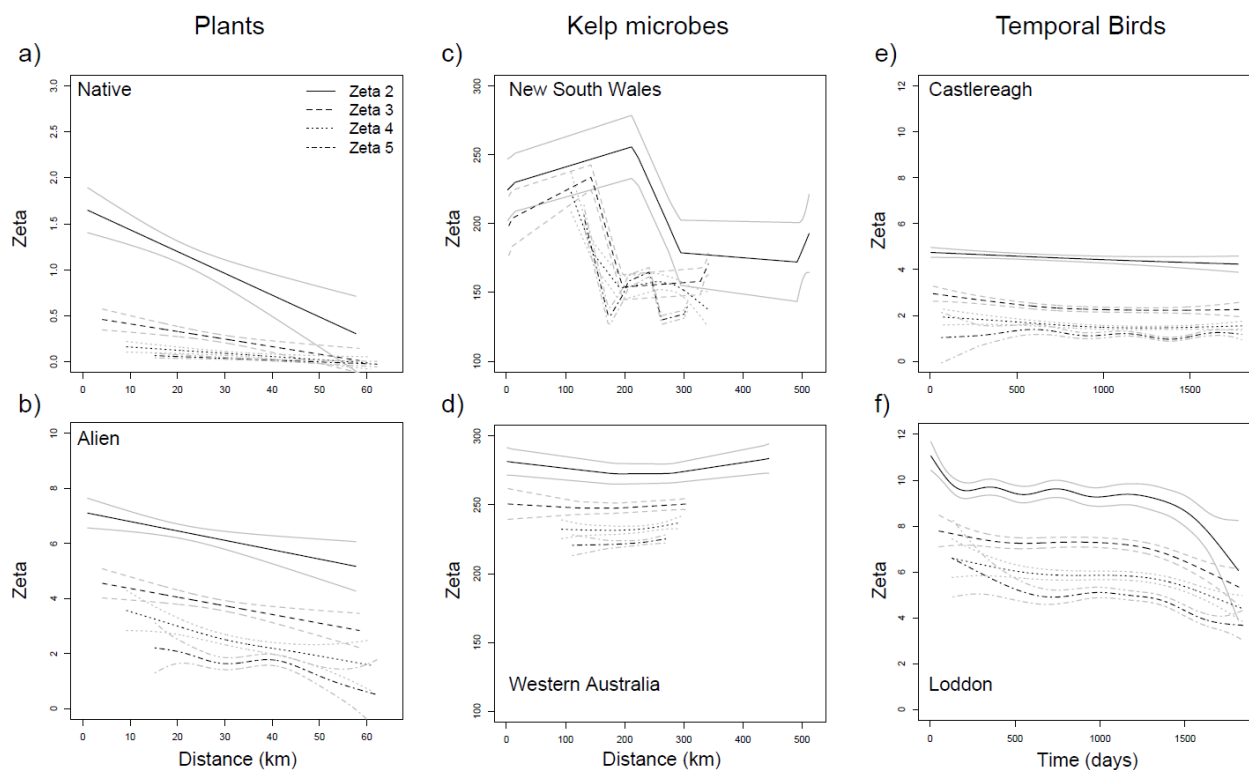 Plants
Kelp microbes
Temporal Birds
a)
Native
Zeta 2
Zeta 3
Zeta 4
Zeta 5
Zeta
0.0 0.5 1.0 1.5 2.0 2.5 3.0
0 10 20 30 40 50 60
c)
New South Wales
Zeta
100 150 200 250 300
0 100 200 300 400 500
e)
Castlereagh
Zeta
0 2 4 6 8 10 12
0 500 1000 1500
b)
Alien
Zeta
0 2 4 6 8 10
0 10 20 30 40 50 60
Distance (km)
d)
Western Australia
Zeta
100 150 200 250 300
0 100 200 300 400 500
Distance (km)
f)
Loddon
Zeta
0 2 4 6 8 10 12
0 500 1000 1500
Time (days)